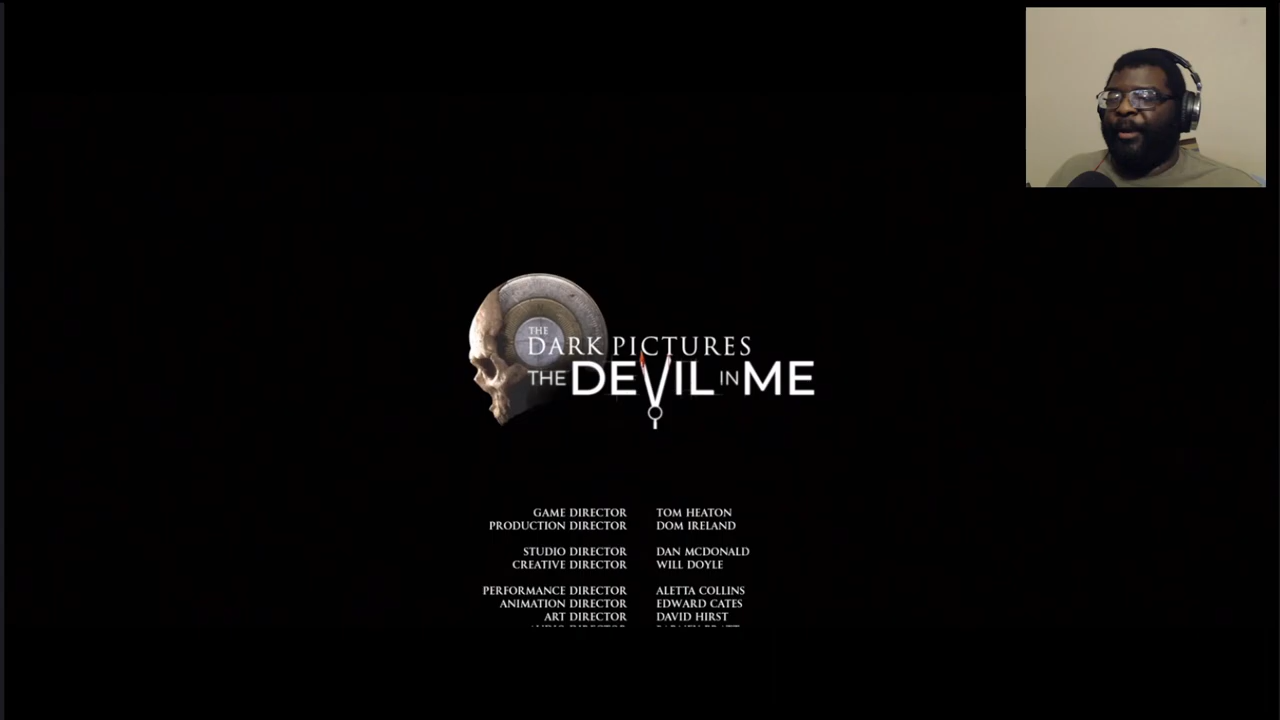 THE
DARK PICTURES
THE DEVIL IN ME
GAME DIRECTOR TOM HEATON
PRODUCTION DIRECTOR DOM IRELAND
STUDIO DIRECTOR DAN MCDONALD
CREATIVE DIRECTOR WILL DOYLE
PERFORMANCE DIRECTOR ALETTA COLLINS
ANIMATION DIRECTOR EDWARD CATES
ART DIRECTOR DAVID HIRST